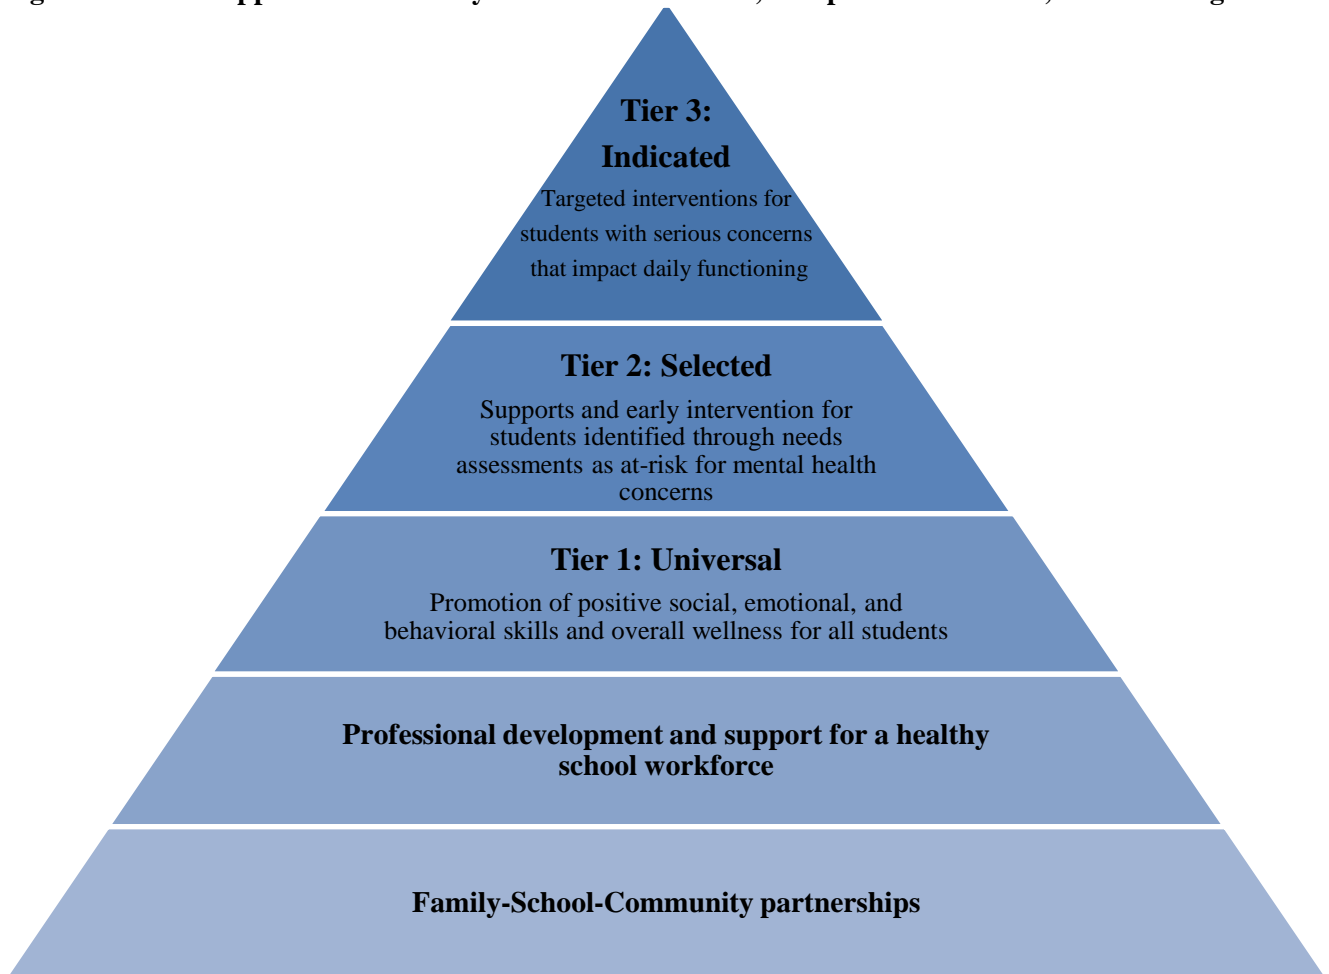 Tier 3:
Indicated
Targeted interventions for
students with serious concerns
that impact daily functioning
Tier 2: Selected
Supports and early intervention for
students identified through needs
assessments as at-risk for mental health
concerns
Tier 1: Universal
Promotion of positive social, emotional, and
behavioral skills and overall wellness for all students
Professional development and support for a healthy
school workforce
Family-School-Community partnerships